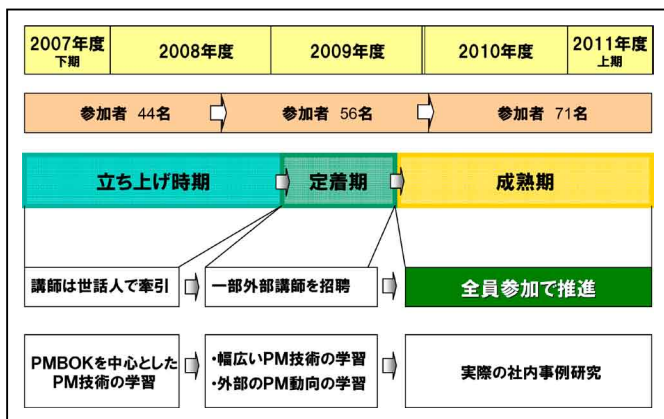 2007年度
下期
2008年度
2009年度
2010年度
2011年度
上期
参加者 44名
参加者 56名
参加者 71名
立ち上げ時期
定着期
成熟期
講師は世話人で牽引
一部外部講師を招聘
全員参加で推進
PMBOKを中心とした
PM技術の学習
・幅広いPM技術の学習
・外部のPM動向の学習
実際の社内事例研究